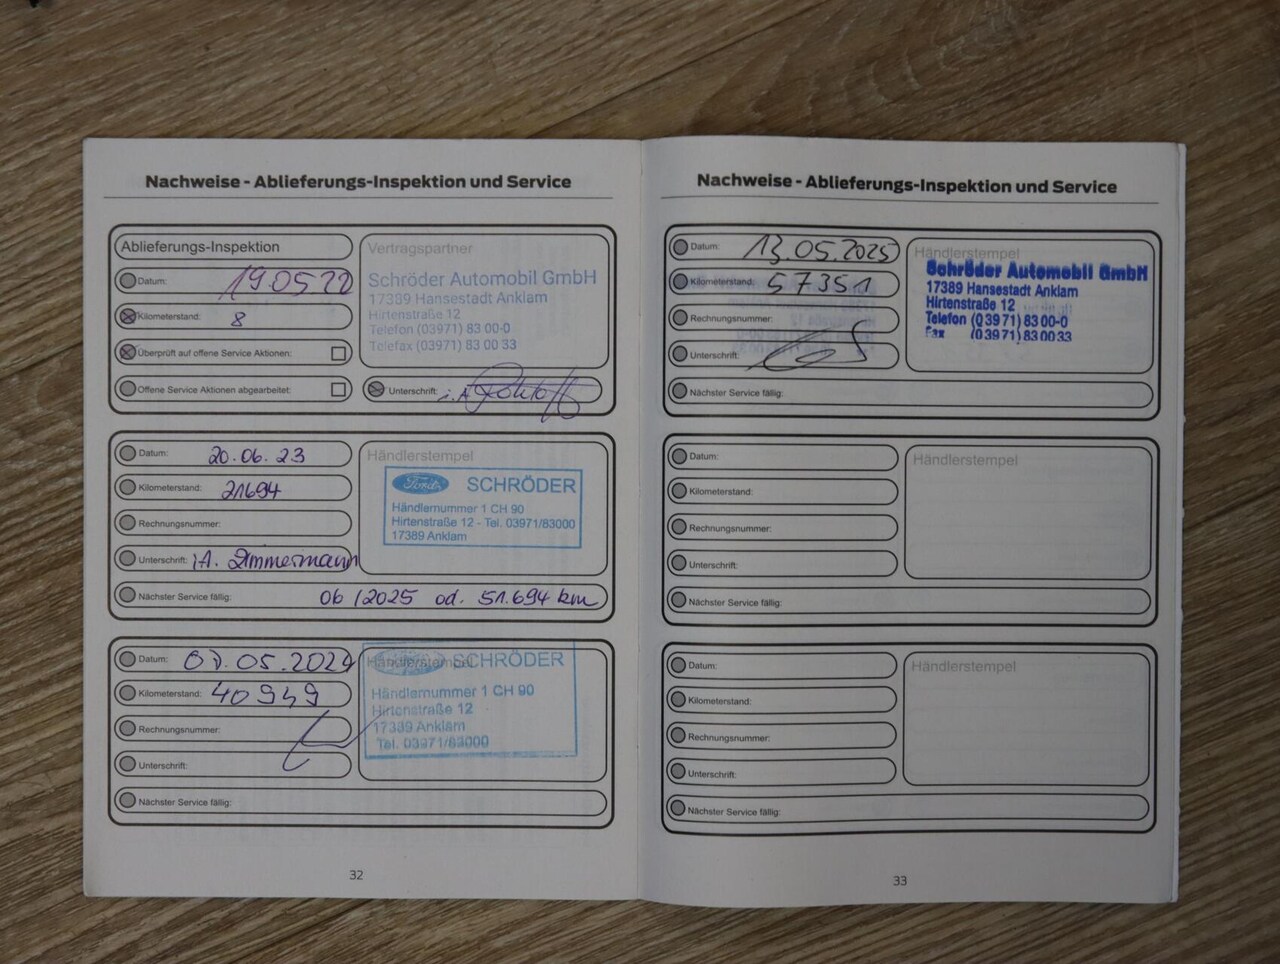 Nachweise - Ablieferungs-Inspektion und Service
Ablieferungs-Inspektion
Datum: 19.05.22
Kilometerstand: 8
Überprüft auf offene Service Aktionen:
Offene Service Aktionen abgearbeitet:
Vertragspartner
Schröder Automobil GmbH
17389 Hansestadt Anklam
Hirtenstraße 12
Telefon (03971) 83 00-0
Telefax (03971) 83 00 33
Unterschrift: i.A.
Datum: 20.06.23
Kilometerstand: 21694
Rechnungsnummer:
Unterschrift: i.A. Zimmermann
Händlerstempel
Ford SCHRÖDER
Händlernummer 1 CH 90
Hirtenstraße 12 - Tel. 03971/83000
17389 Anklam
Nächster Service fällig: 06/2025 od. 51.694 km
Datum: 07.05.2024
Kilometerstand: 40949
Rechnungsnummer:
Unterschrift:
Händlerstempel
SCHRÖDER
Händlernummer 1 CH 90
Hirtenstraße 12
17389 Anklam
Tel. 03971/83000
Nächster Service fällig:
32
Nachweise - Ablieferungs-Inspektion und Service
Datum: 13.05.2025
Kilometerstand: 57351
Rechnungsnummer:
Unterschrift:
Händlerstempel
Schröder Automobil GmbH
17389 Hansestadt Anklam
Hirtenstraße 12
Telefon (03971) 83 00-0
Fax (03971) 83 00 33
Nächster Service fällig:
Datum:
Kilometerstand:
Rechnungsnummer:
Unterschrift:
Händlerstempel
Nächster Service fällig:
Datum:
Kilometerstand:
Rechnungsnummer:
Unterschrift:
Händlerstempel
Nächster Service fällig:
33